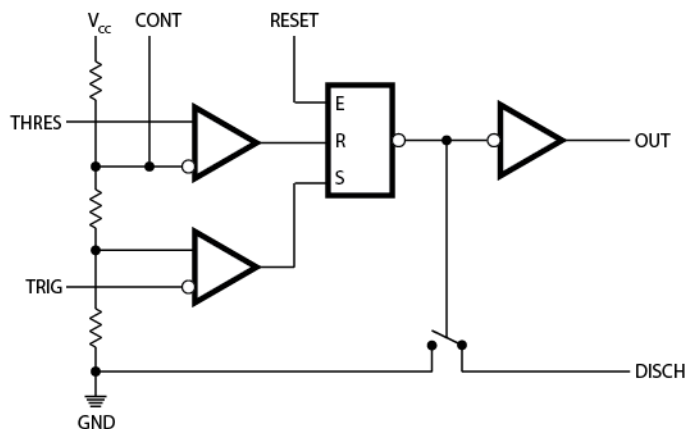 Vcc
CONT
RESET
THRES
E
R
S
OUT
TRIG
DISCH
GND